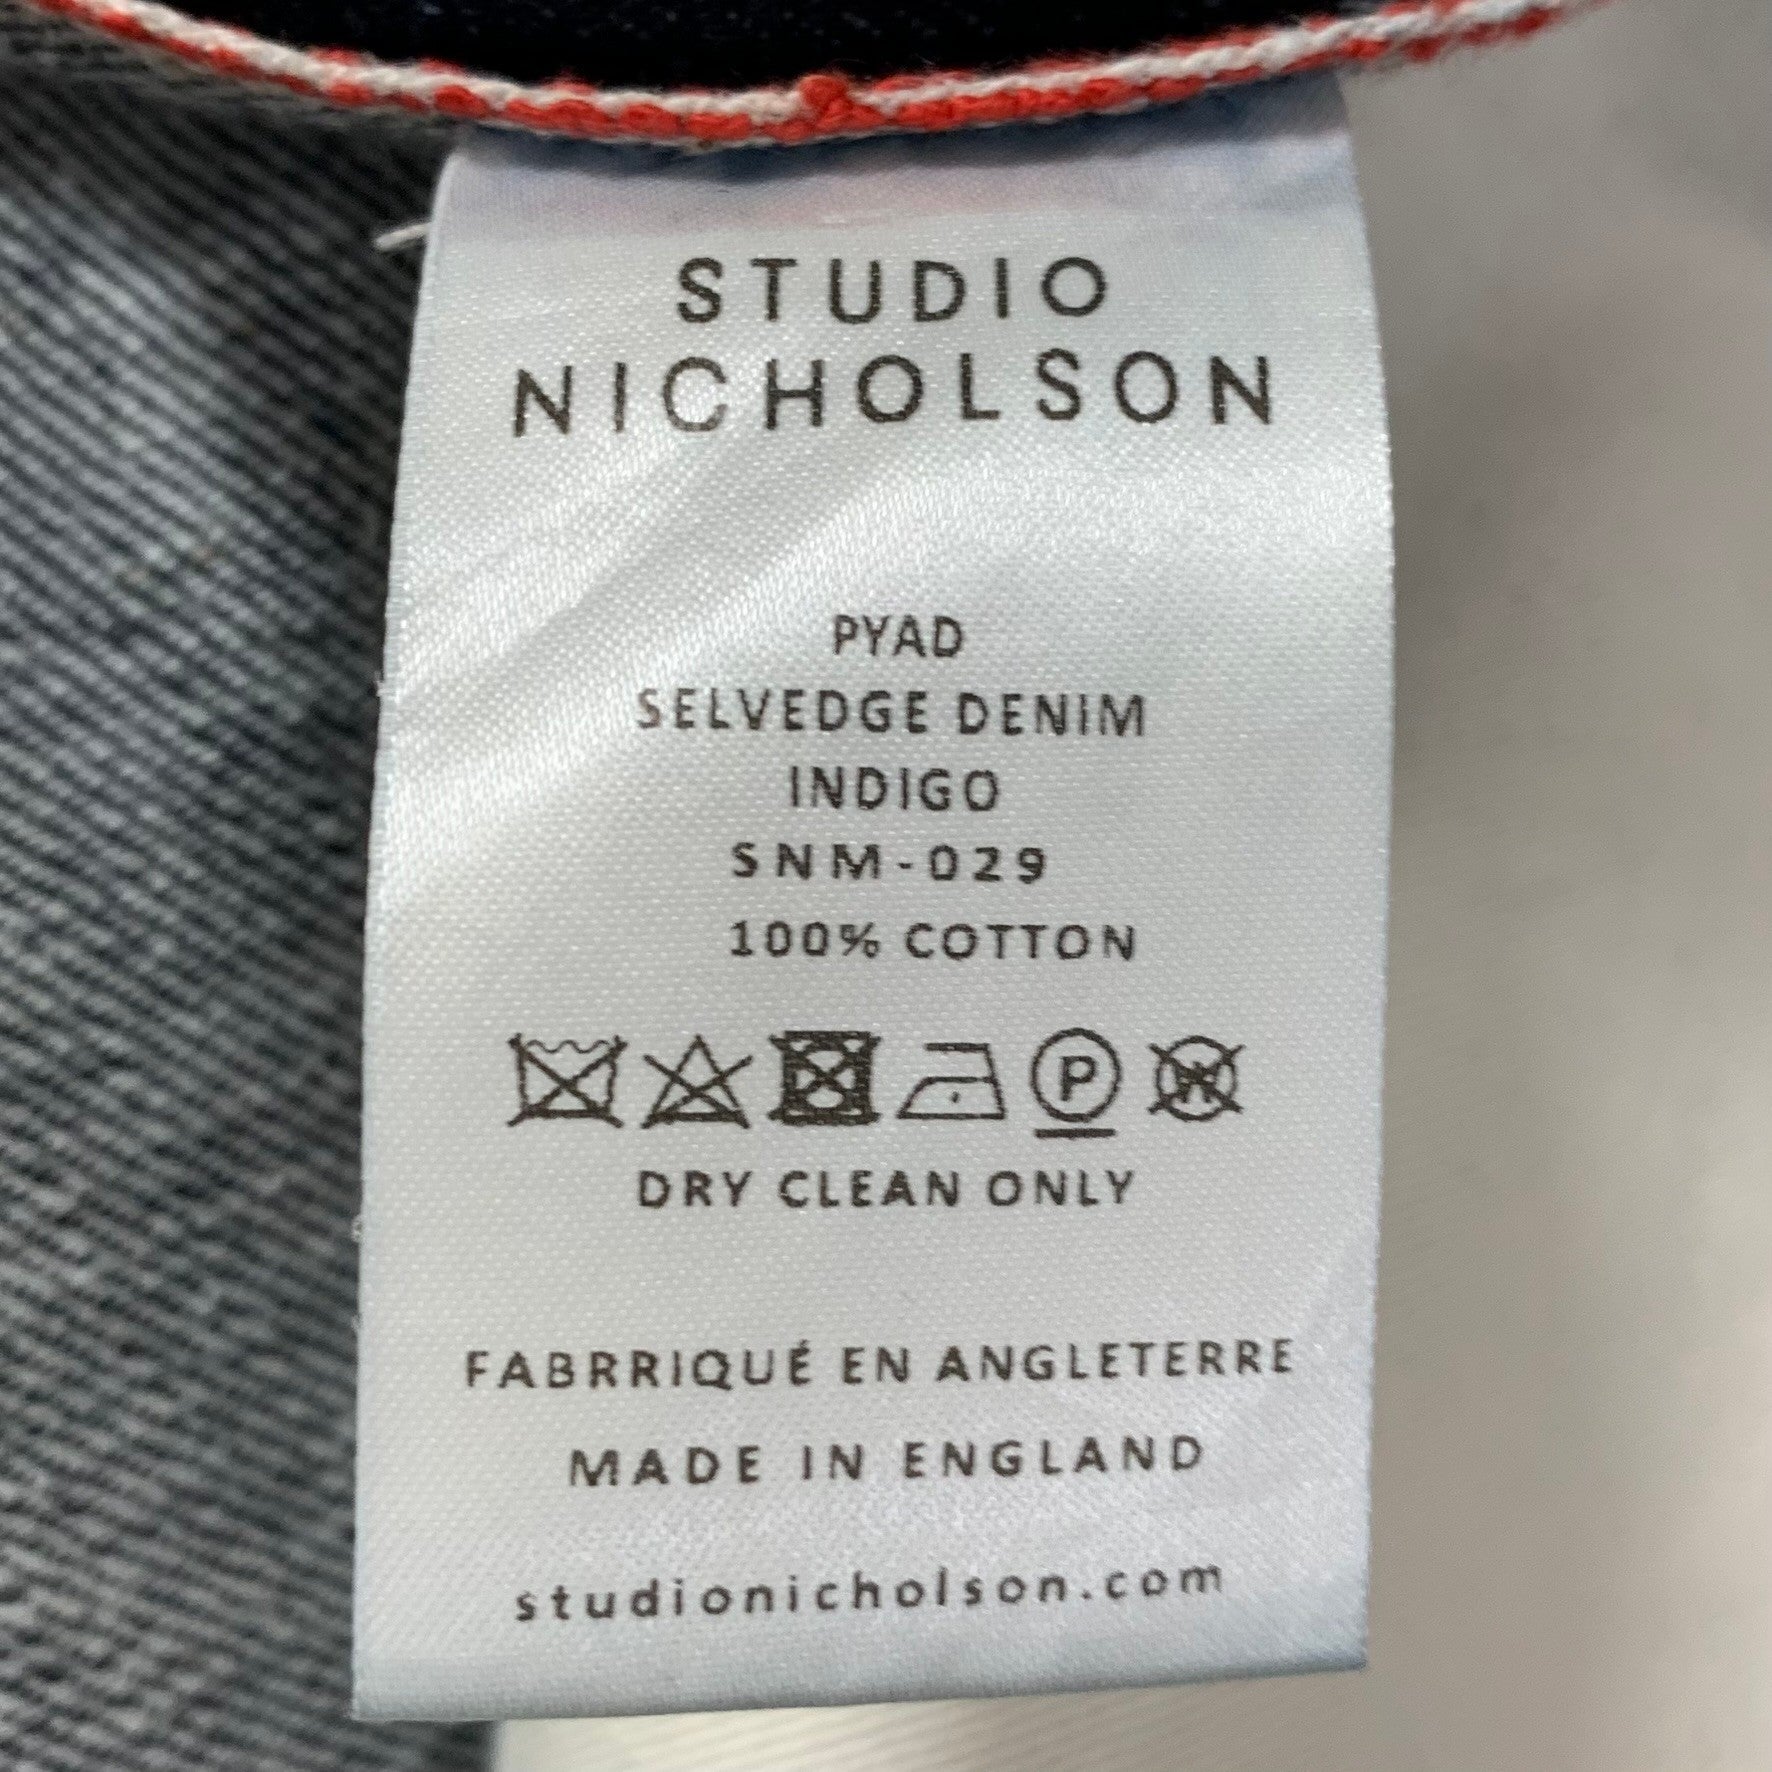 STUDIO
NICHOLSON
PYAD
SELVEDGE DENIM
INDIGO
SNM-029
100% COTTON
P
DRY CLEAN ONLY
FABRRIQUÉ EN ANGLETERRE
MADE IN ENGLAND
studionicholson.com